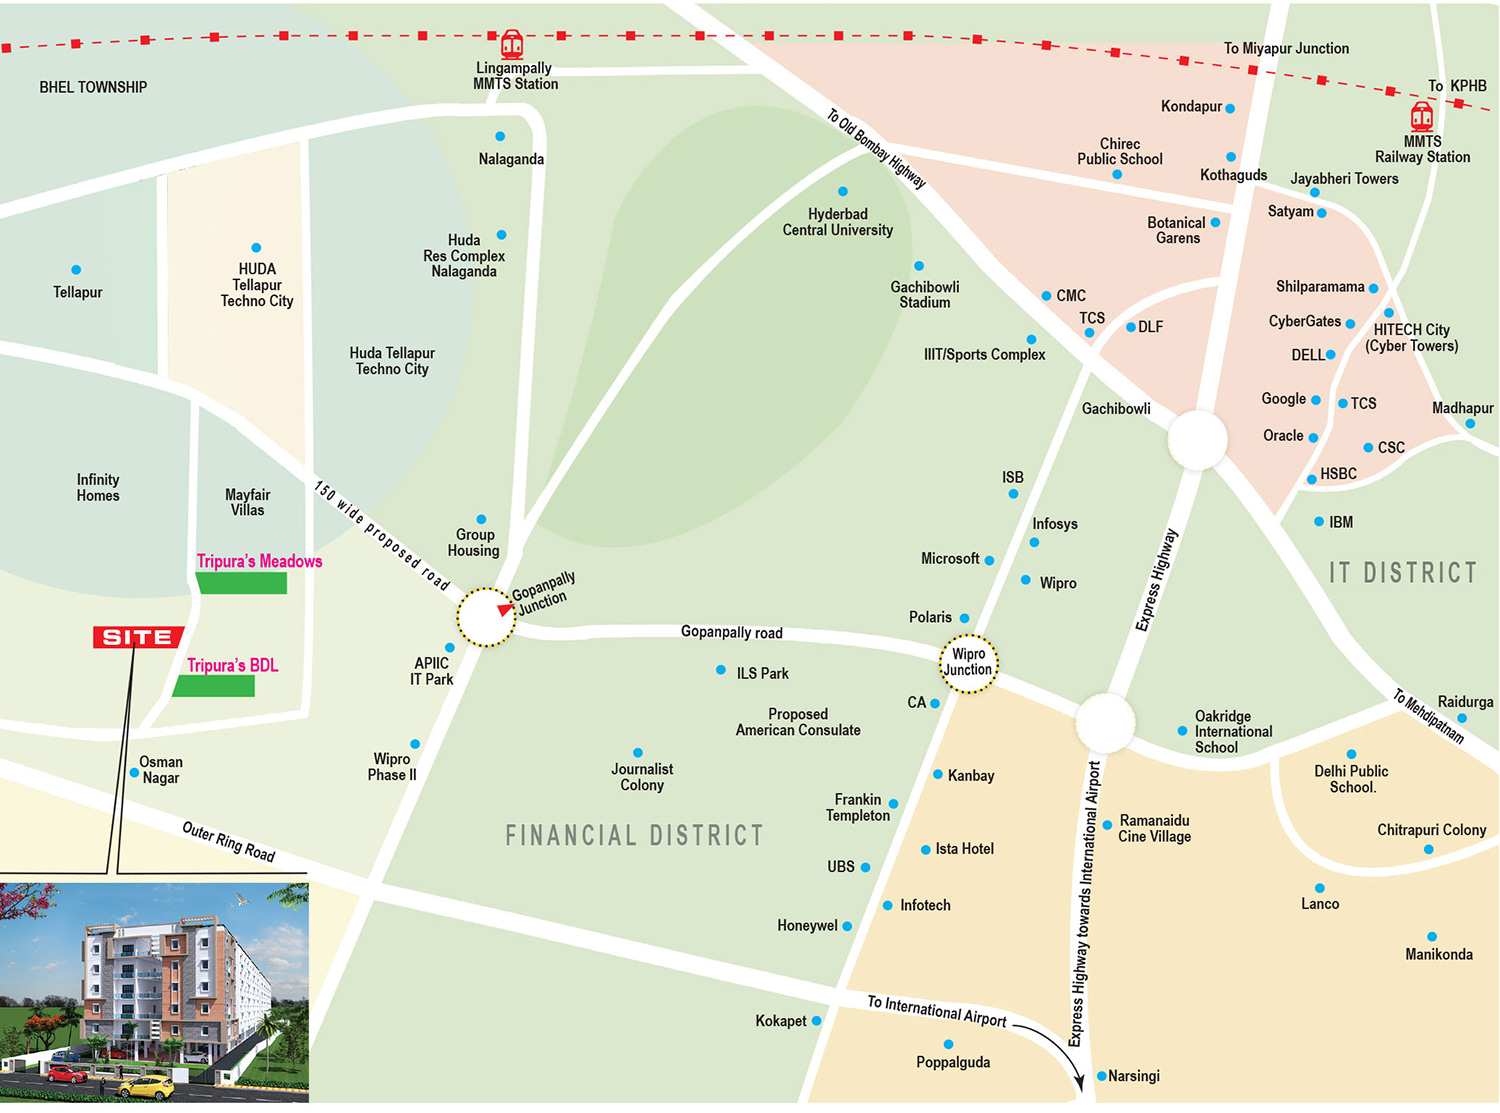 To Miyapur Junction
Lingampally
MMTS Station
BHEL TOWNSHIP
To KPHB
Kondapur
To Old Bombay Highway
MMTS
Railway Station
Chirec
Public School
Nalaganda
Kothaguds
Jayabheri Towers
Satyam
Hyderbad
Central University
Botanical
Garens
Huda
Res Complex
Nalaganda
HUDA
Tellapur
Techno City
Tellapur
Gachibowli
Stadium
CMC
Shilparamama
TCS
DLF
CyberGates
HITECH City
(Cyber Towers)
IIIT/Sports Complex
DELL
Huda Tellapur
Techno City
Google
TCS
Gachibowli
Madhapur
Oracle
CSC
HSBC
Infinity
Homes
Mayfair
Villas
150 wide proposed road
ISB
Infosys
IBM
Group
Housing
Microsoft
Wipro
Express Highway
IT DISTRICT
Tripura's Meadows
Gopanpally
Junction
Polaris
SITE
Gopanpally road
Wipro
Junction
Tripura's BDL
APIIC
IT Park
ILS Park
CA
To Mehdipatnam
Raidurga
Proposed
American Consulate
Oakridge
International
School
Osman
Nagar
Wipro
Phase II
Journalist
Colony
Kanbay
Delhi Public
School.
Frankin
Templeton
Ramanaidu
Cine Village
Chitrapuri Colony
FINANCIAL DISTRICT
Outer Ring Road
Ista Hotel
UBS
Express Highway towards International Airport
Infotech
Lanco
Honeywel
Manikonda
To International Airport
Kokapet
Poppalguda
Narsingi